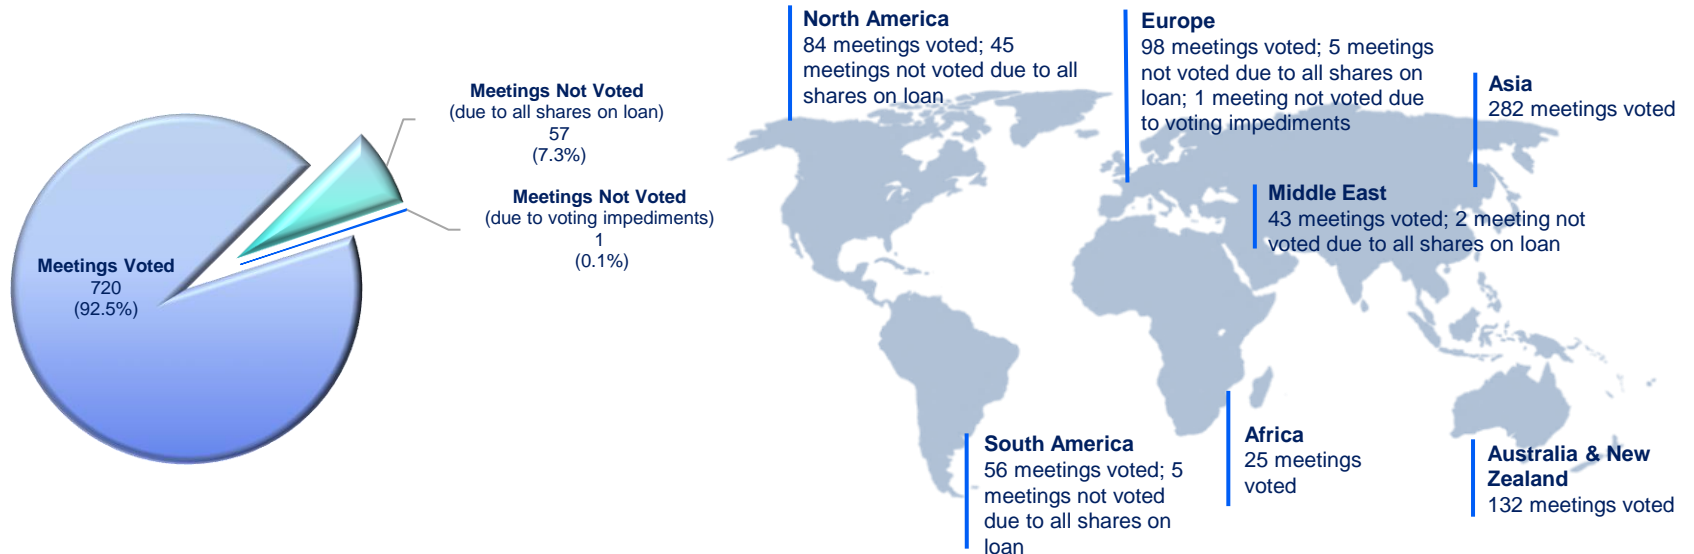 Meetings Voted
720
(92.5%)
Meetings Not Voted
(due to all shares on loan)
57
(7.3%)
Meetings Not Voted
(due to voting impediments)
1
(0.1%)
North America
84 meetings voted; 45
meetings not voted due to all
shares on loan
Europe
98 meetings voted; 5 meetings
not voted due to all shares on
loan; 1 meeting not voted due
to voting impediments
Asia
282 meetings voted
Middle East
43 meetings voted; 2 meeting not
voted due to all shares on loan
South America
56 meetings voted; 5
meetings not voted
due to all shares on
loan
Africa
25 meetings
voted
Australia & New
Zealand
132 meetings voted